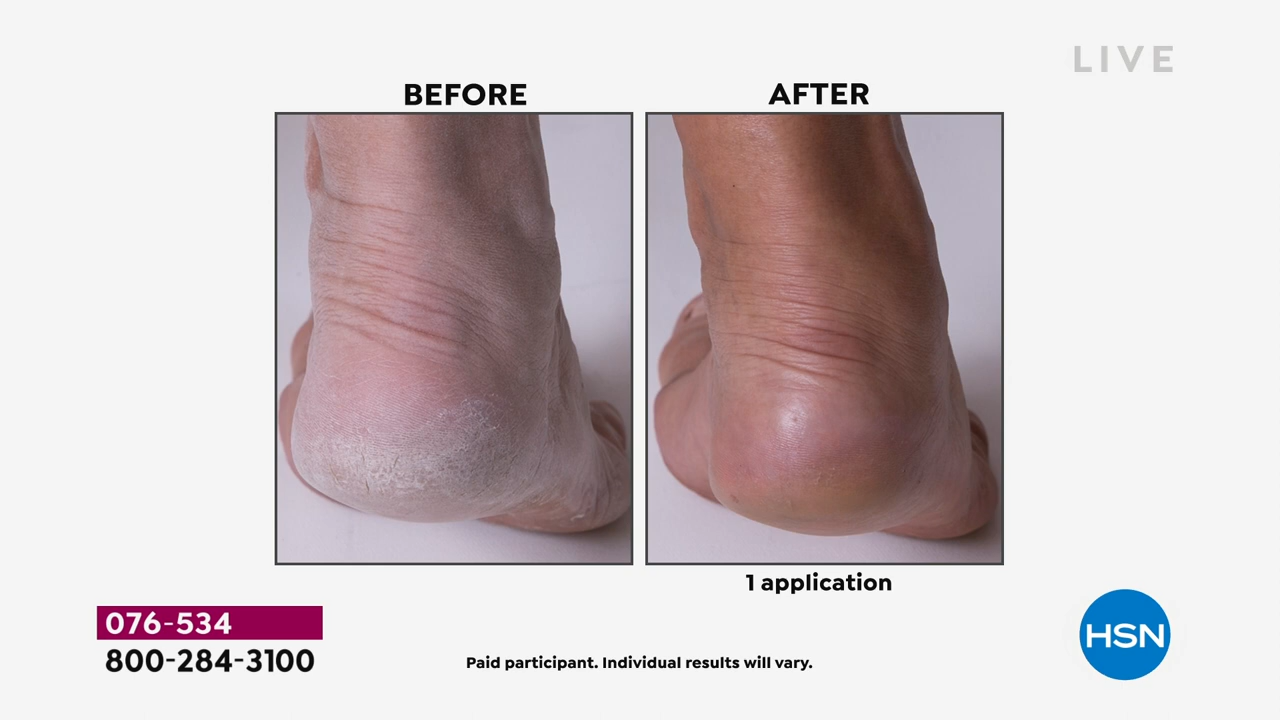 LIVE
BEFORE
AFTER
1 application
076-534
800-284-3100
Paid participant. Individual results will vary.
HSN